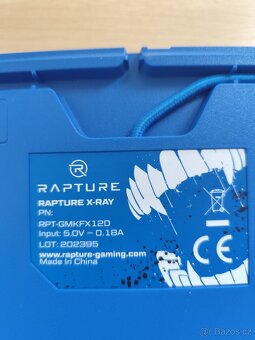 RAPTURE
RAPTURE X-RAY
PN:
RPT-GMKFX12D
Input: 5.0V - 0.18A
LOT: 202395
www.rapture-gaming.com
Made In China
CE
Sbazos.cz